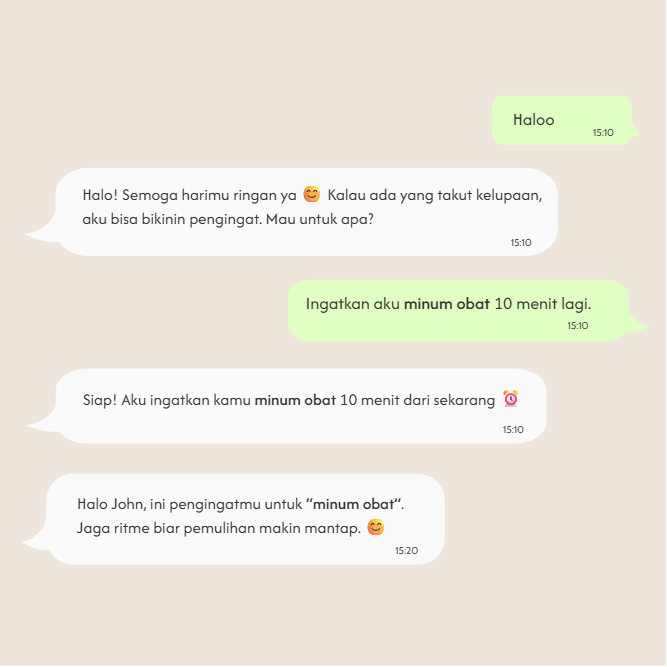 Haloo
15:10
Halo! Semoga harimu ringan ya 😊 Kalau ada yang takut kelupaan,
aku bisa bikinin pengingat. Mau untuk apa?
15:10
Ingatkan aku minum obat 10 menit lagi.
15:10
Siap! Aku ingatkan kamu minum obat 10 menit dari sekarang ⏰
15:10
Halo John, ini pengingatmu untuk “minum obat”.
Jaga ritme biar pemulihan makin mantap. 😊
15:20